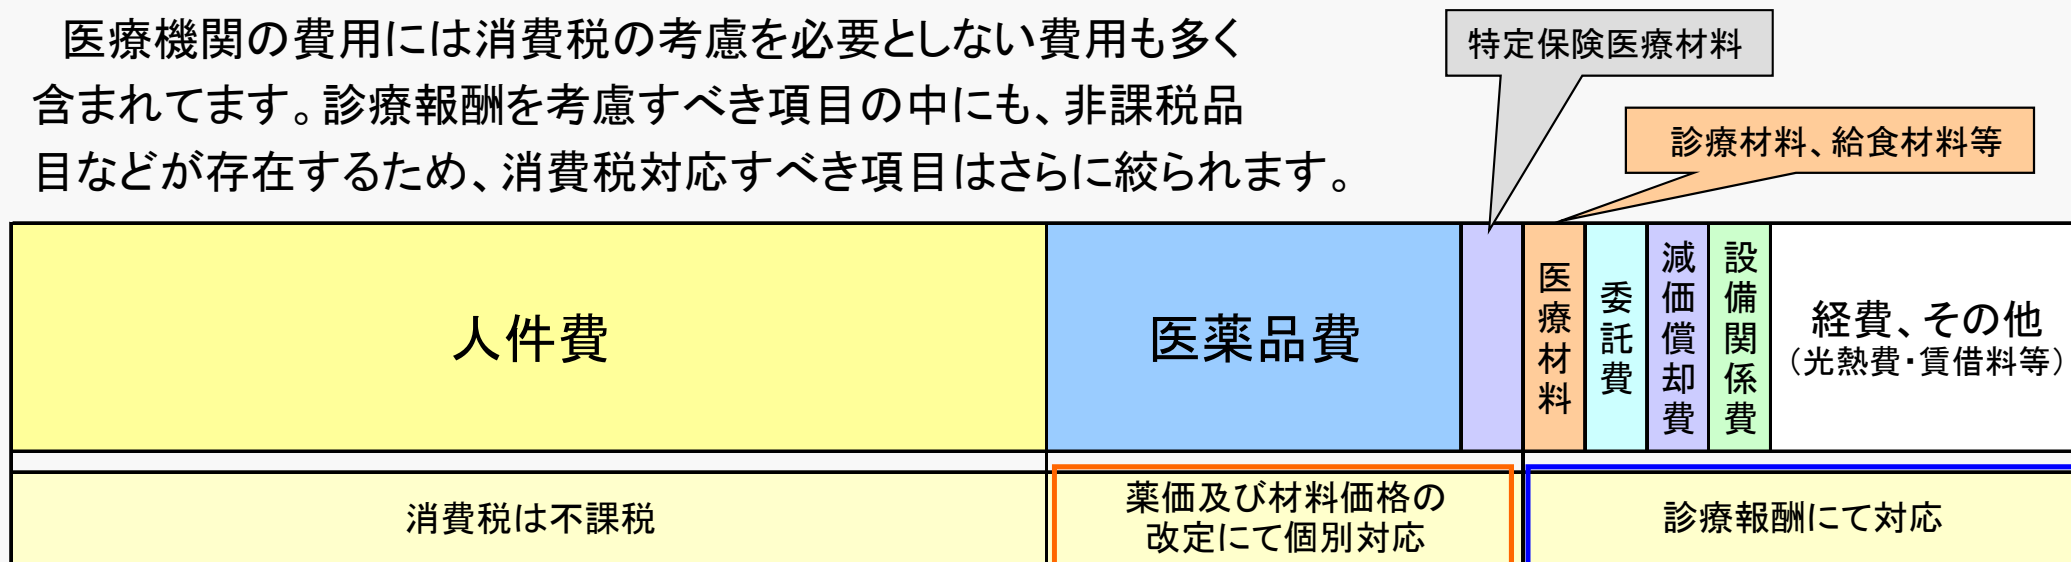 医療機関の費用には消費税の考慮を必要としない費用も多く
含まれてます。診療報酬を考慮すべき項目の中にも、非課税品
目などが存在するため、消費税対応すべき項目はさらに絞られます。
特定保険医療材料
診療材料、給食材料等
人件費
医薬品費
医療材料
委託費
減価償却費
設備関係費
経費、その他
（光熱費・賃借料等）
消費税は不課税
薬価及び材料価格の
改定にて個別対応
診療報酬にて対応